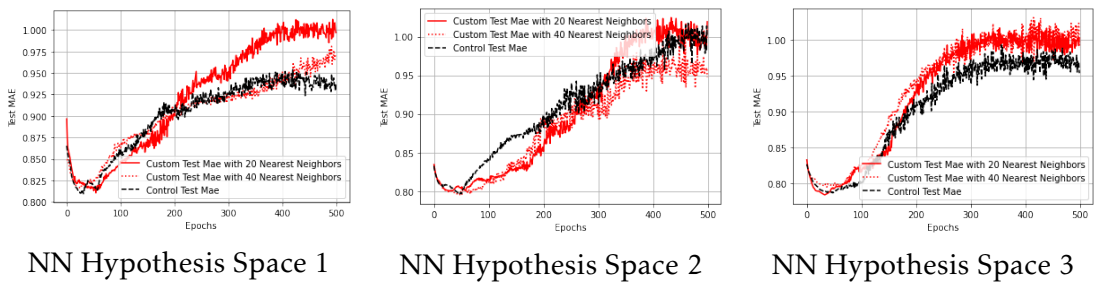 1.000
0.975
0.950
0.925
0.900
0.875
0.850
0.825
0.800
Test MAE
Custom Test Mae with 20 Nearest Neighbors
Custom Test Mae with 40 Nearest Neighbors
Control Test Mae
0 100 200 300 400 500
Epochs
NN Hypothesis Space 1
1.00
0.95
0.90
0.85
0.80
Test MAE
Custom Test Mae with 20 Nearest Neighbors
Custom Test Mae with 40 Nearest Neighbors
Control Test Mae
0 100 200 300 400 500
Epochs
NN Hypothesis Space 2
1.00
0.95
0.90
0.85
0.80
Test MAE
Custom Test Mae with 20 Nearest Neighbors
Custom Test Mae with 40 Nearest Neighbors
Control Test Mae
0 100 200 300 400 500
Epochs
NN Hypothesis Space 3